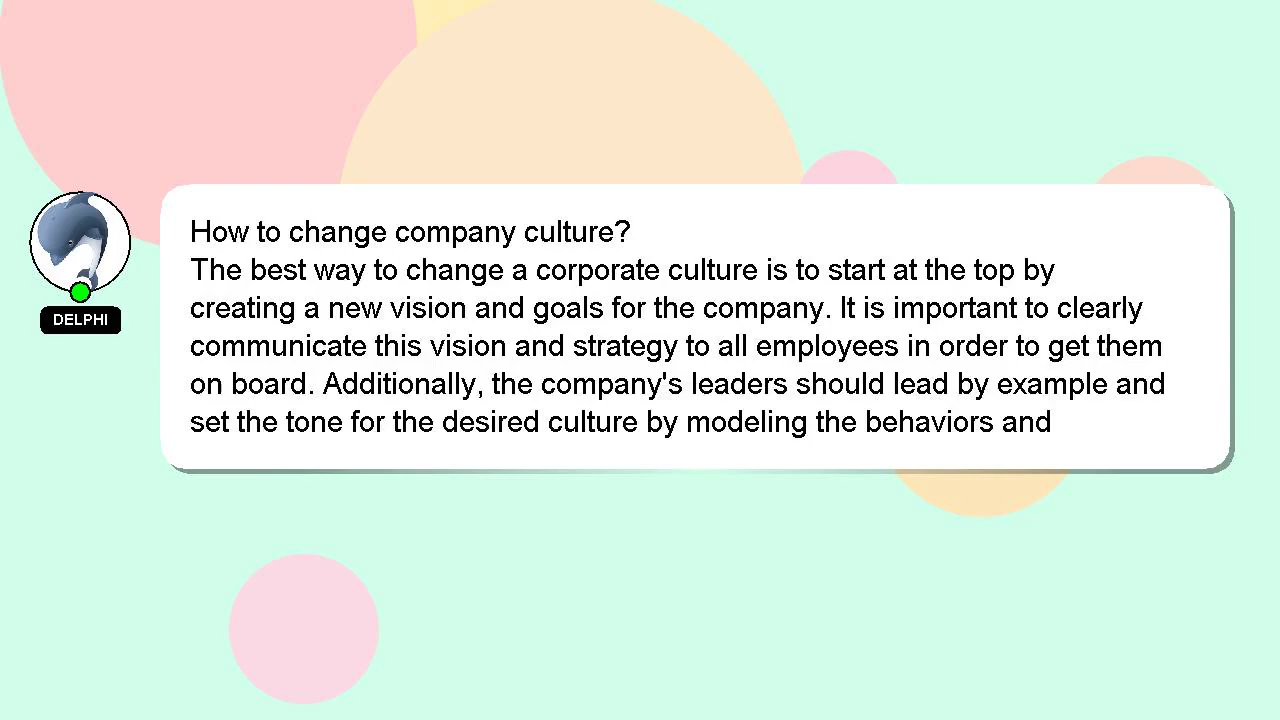 How to change company culture?
The best way to change a corporate culture is to start at the top by
creating a new vision and goals for the company. It is important to clearly
communicate this vision and strategy to all employees in order to get them
on board. Additionally, the company's leaders should lead by example and
set the tone for the desired culture by modeling the behaviors and
DELPHI